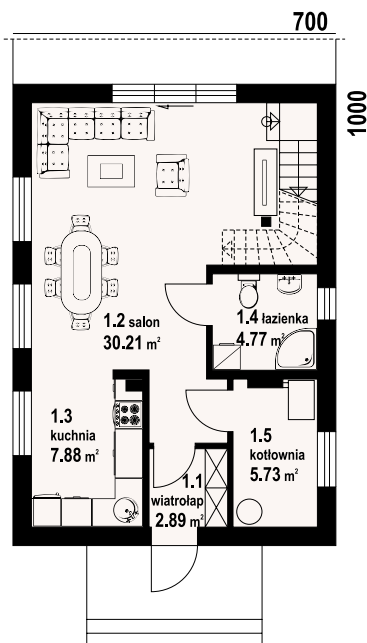 700
1000
1.2 salon
30.21 m²
1.4 łazienka
4.77 m²
1.3
kuchnia
7.88 m²
1.5
kotłownia
5.73 m²
1.1
wiatrołap
2.89 m²